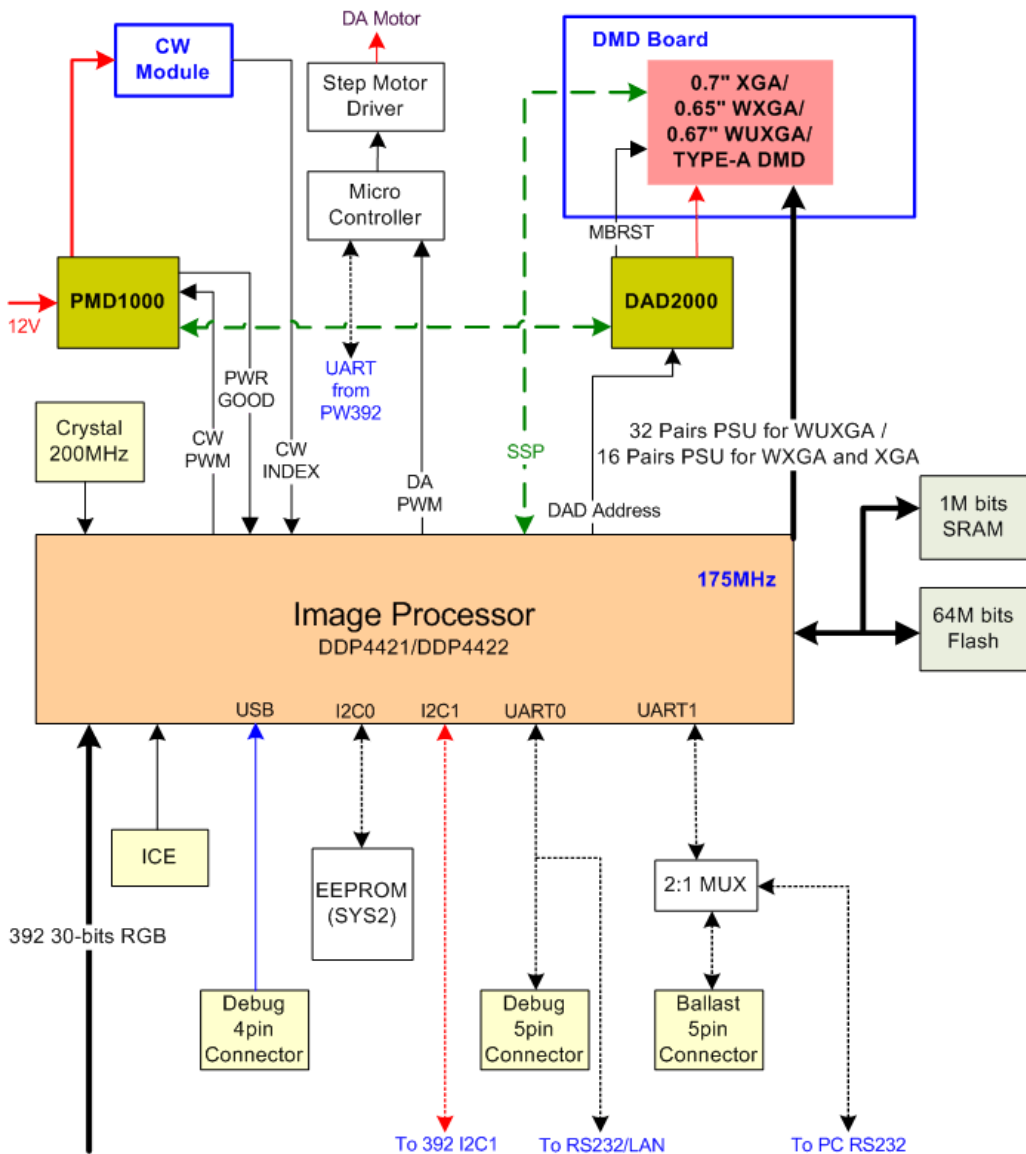 DA Motor
CW
Module
Step Motor
Driver
DMD Board
0.7" XGA/
0.65" WXGA/
0.67" WUXGA/
TYPE-A DMD
Micro
Controller
MBRST
PMD1000
DAD2000
12V
UART
from
PW392
PWR
GOOD
CW
PWM
CW
INDEX
Crystal
200MHz
DA
PWM
SSP
DAD Address
32 Pairs PSU for WUXGA /
16 Pairs PSU for WXGA and XGA
1M bits
SRAM
175MHz
Image Processor
DDP4421/DDP4422
64M bits
Flash
USB
I2C0
I2C1
UART0
UART1
ICE
EEPROM
(SYS2)
2:1 MUX
392 30-bits RGB
Debug
4pin
Connector
Debug
5pin
Connector
Ballast
5pin
Connector
To 392 I2C1
To RS232/LAN
To PC RS232